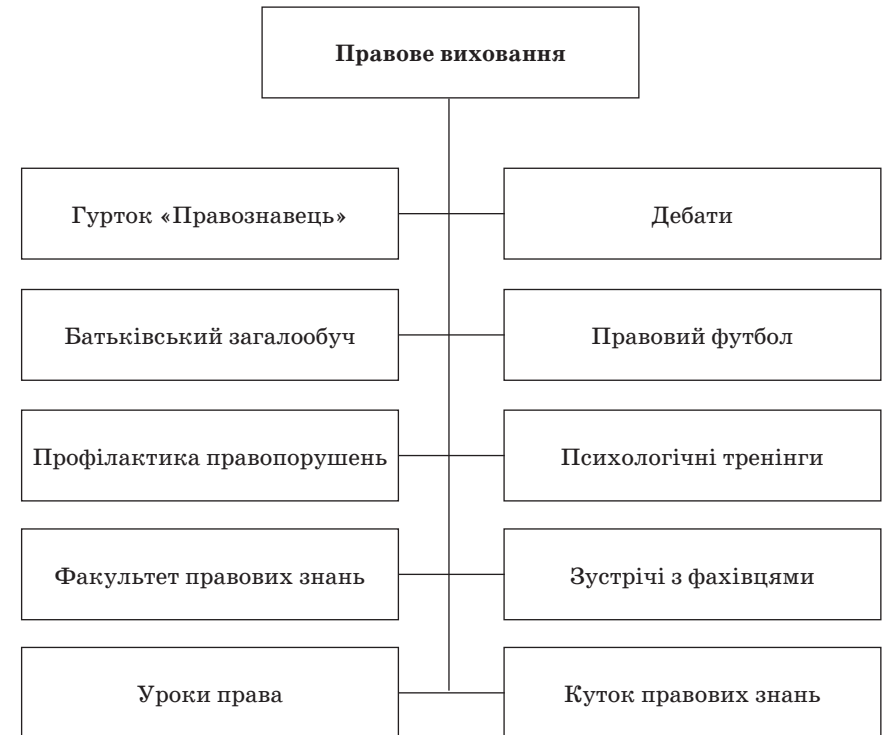 Правове виховання
Гурток «Правознавець»
Дебати
Батьківський загалообуч
Правовий футбол
Профілактика правопорушень
Психологічні тренінги
Факультет правових знань
Зустрічі з фахівцями
Уроки права
Куток правових знань